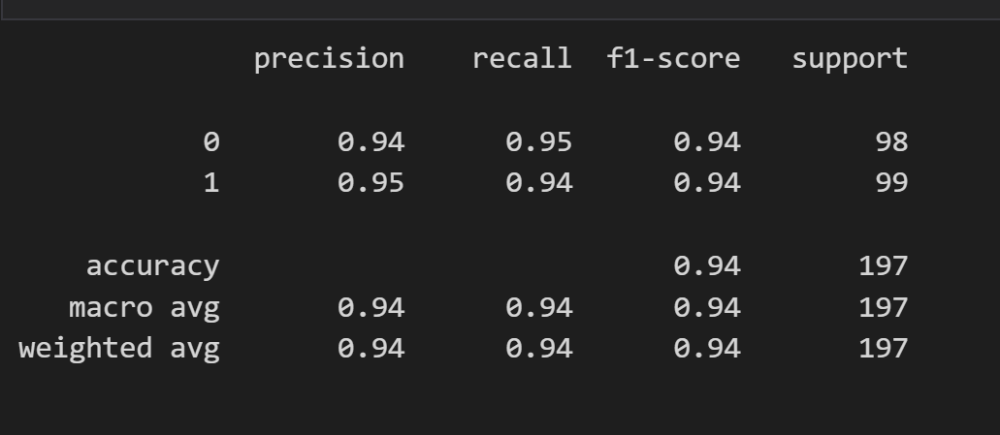 precision recall f1-score support
0 0.94 0.95 0.94 98
1 0.95 0.94 0.94 99
accuracy 0.94 197
macro avg 0.94 0.94 0.94 197
weighted avg 0.94 0.94 0.94 197